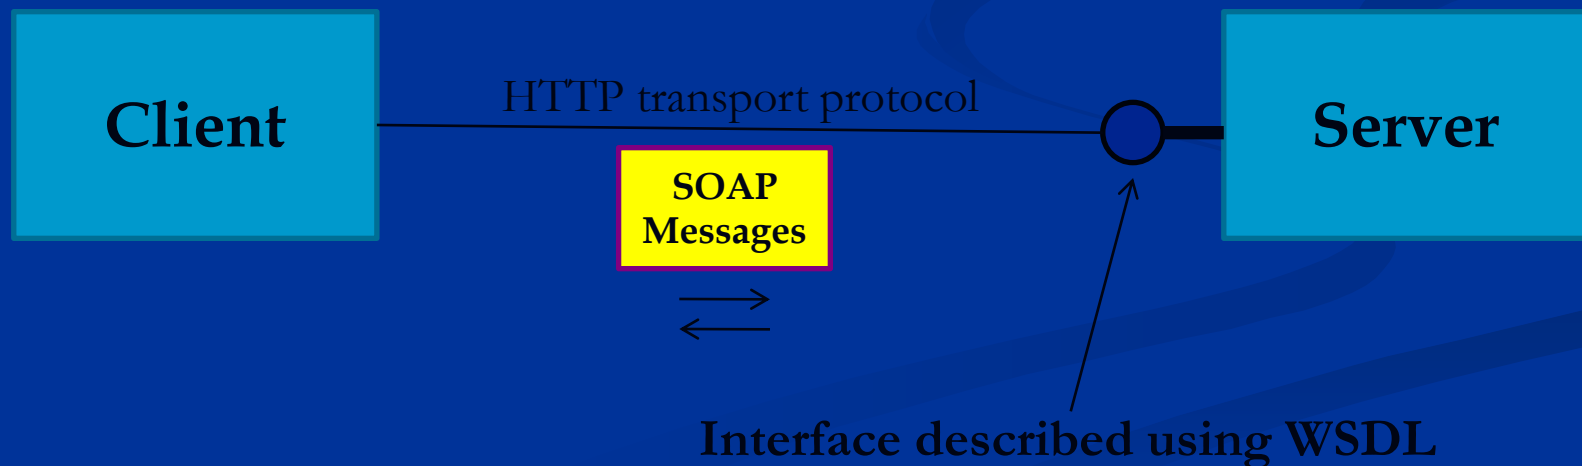 Client
HTTP transport protocol
Server
SOAP
Messages
Interface described using WSDL